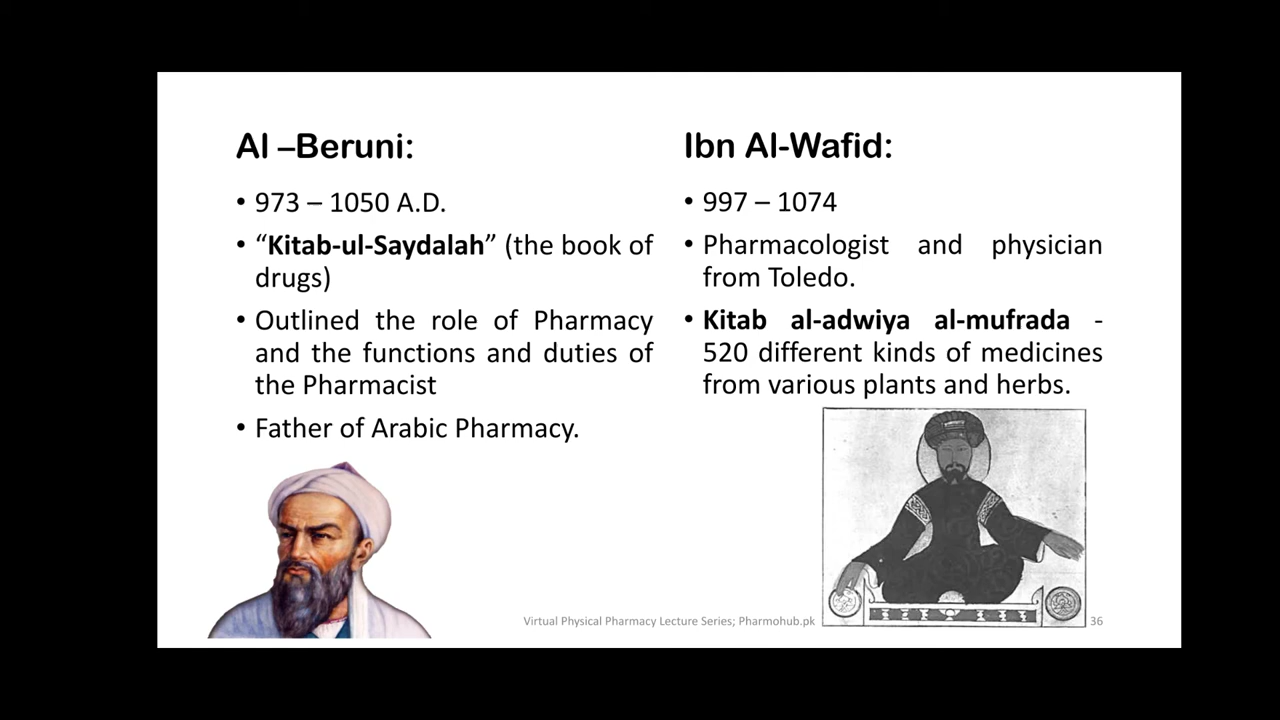 Al –Beruni:
• 973 – 1050 A.D.
• “Kitab-ul-Saydalah” (the book of
drugs)
• Outlined the role of Pharmacy
and the functions and duties of
the Pharmacist
• Father of Arabic Pharmacy.
Ibn Al-Wafid:
• 997 – 1074
• Pharmacologist and physician
from Toledo.
• Kitab al-adwiya al-mufrada -
520 different kinds of medicines
from various plants and herbs.
Virtual Physical Pharmacy Lecture Series; Pharmohub.pk
36